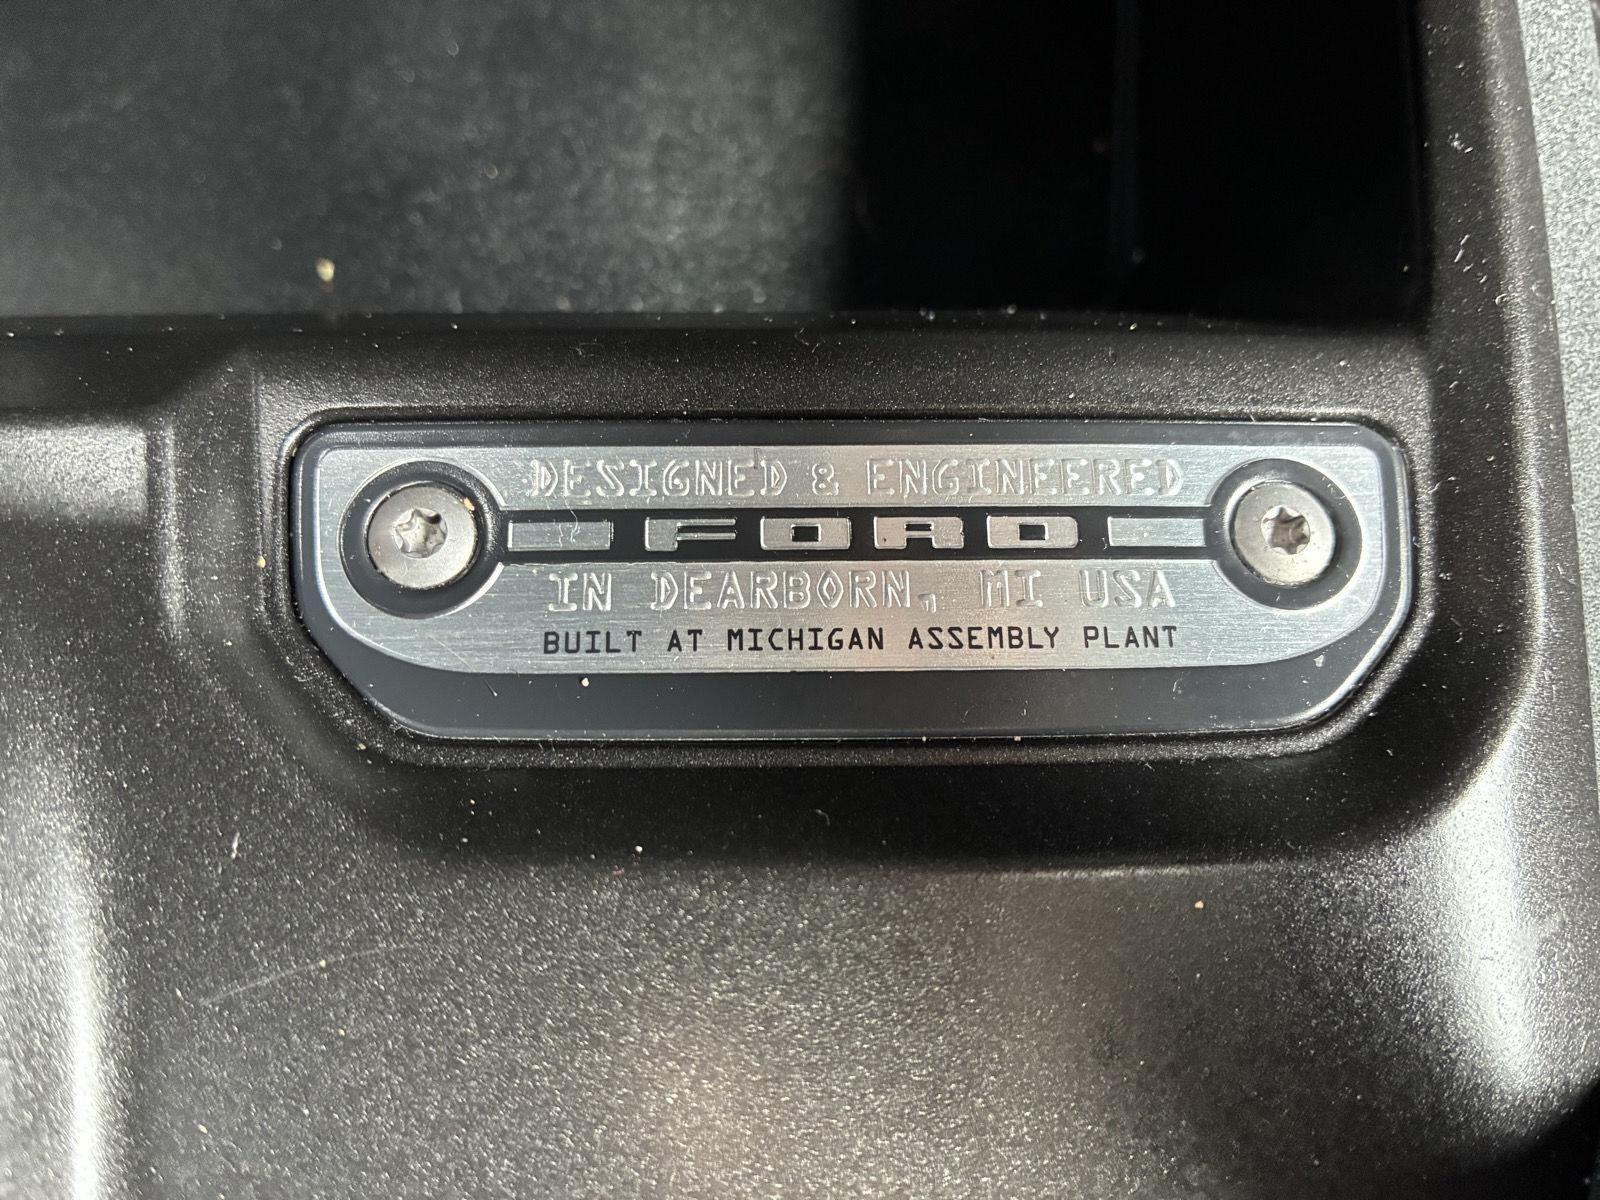 DESIGNED & ENGINEERED
FORD
IN DEARBORN, MI USA
BUILT AT MICHIGAN ASSEMBLY PLANT